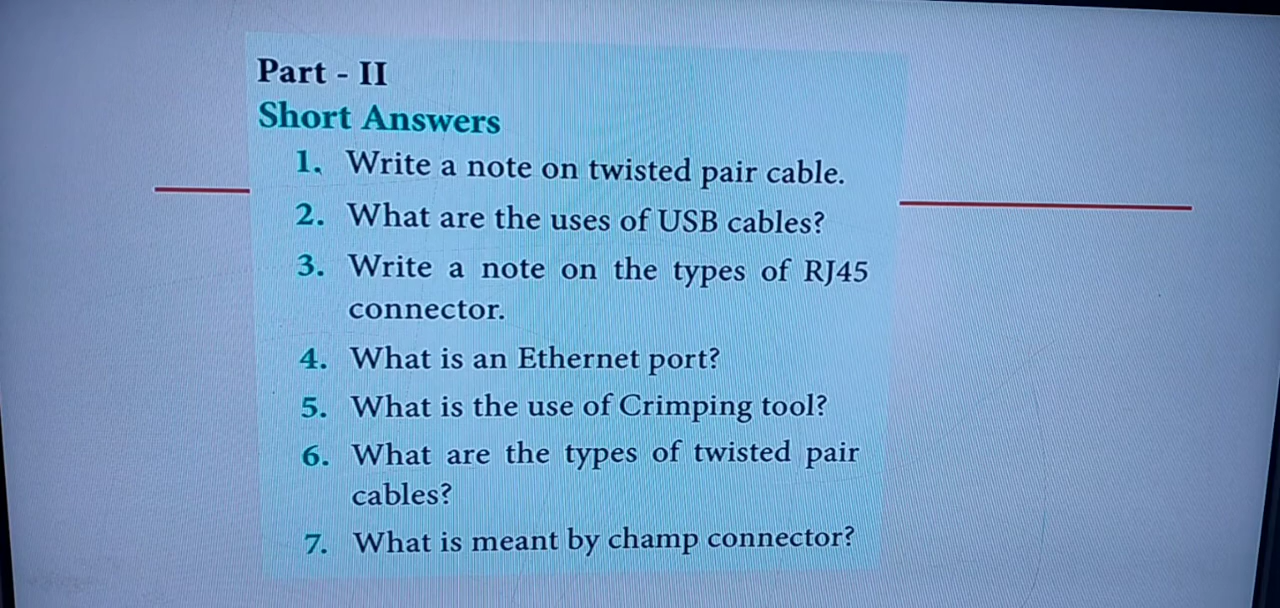 Part - II
Short Answers
1. Write a note on twisted pair cable.
2. What are the uses of USB cables?
3. Write a note on the types of RJ45
connector.
4. What is an Ethernet port?
5. What is the use of Crimping tool?
6. What are the types of twisted pair
cables?
7. What is meant by champ connector?